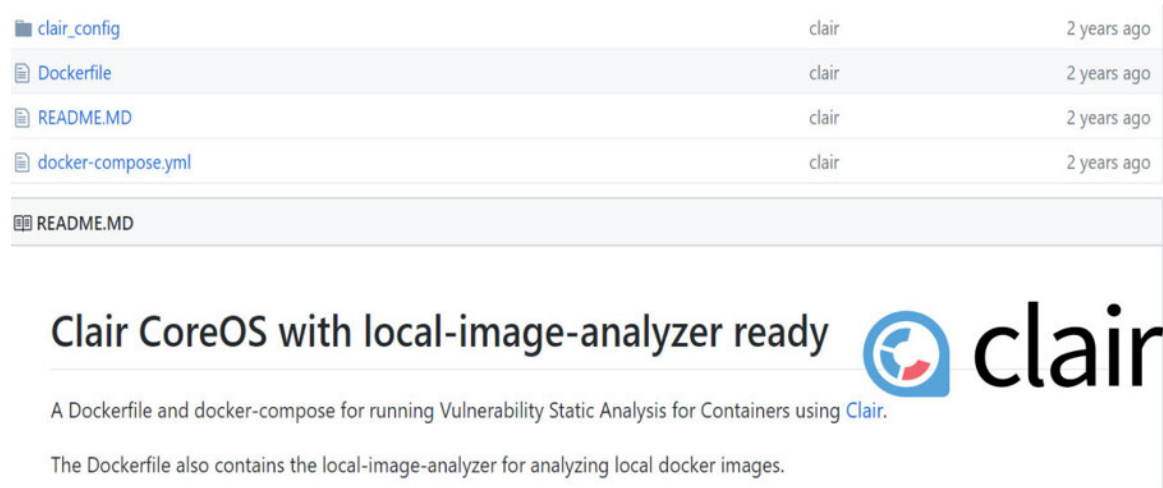 clair_config clair 2 years ago
Dockerfile clair 2 years ago
README.MD clair 2 years ago
docker-compose.yml clair 2 years ago
README.MD
Clair CoreOS with local-image-analyzer ready
clair
A Dockerfile and docker-compose for running Vulnerability Static Analysis for Containers using Clair.
The Dockerfile also contains the local-image-analyzer for analyzing local docker images.